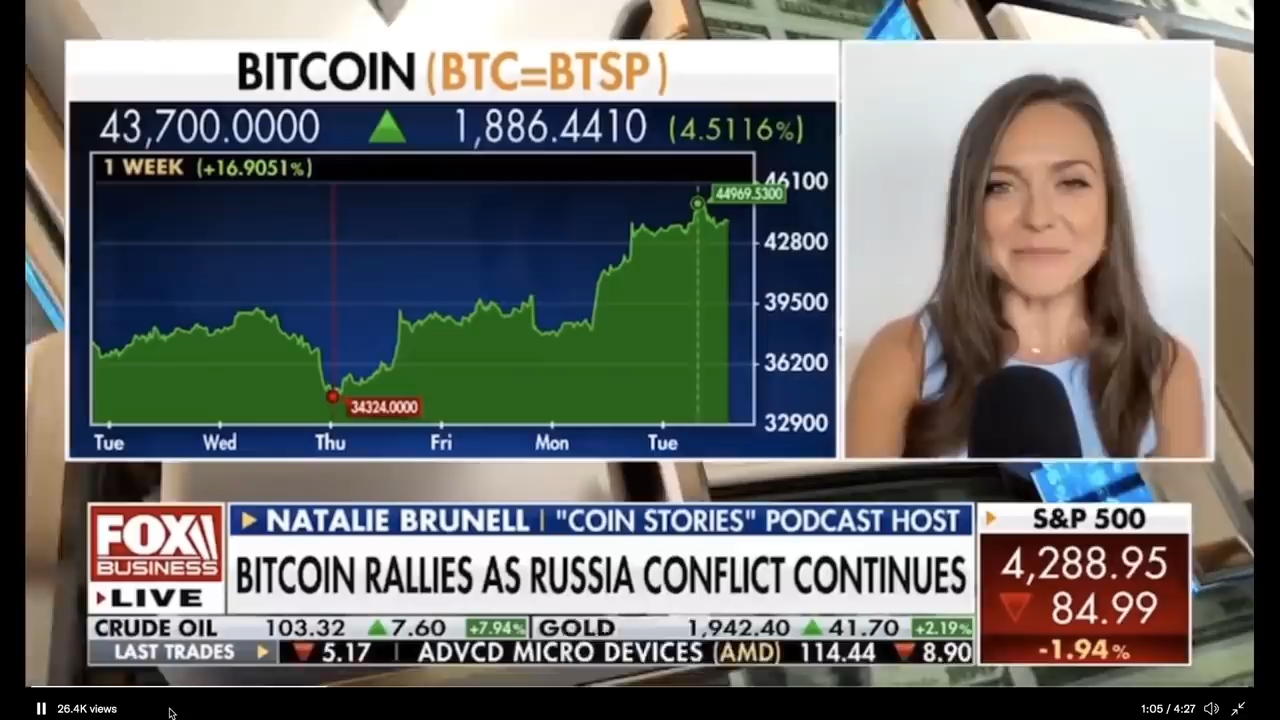 BITCOIN (BTC=BTSP)
43,700.0000 ▲ 1,886.4410 (4.5116%)
1 WEEK (+16.9051%)
46100
44969.5300
42800
39500
36200
34324.0000
32900
Tue Wed Thu Fri Mon Tue
FOX
BUSINESS
LIVE
NATALIE BRUNELL | "COIN STORIES" PODCAST HOST
BITCOIN RALLIES AS RUSSIA CONFLICT CONTINUES
S&P 500
4,288.95
▼ 84.99
-1.94%
CRUDE OIL 103.32 ▲7.60 +7.94% GOLD 1,942.40 ▲ 41.70 +2.19%
LAST TRADES ▼ 5.17 | ADVCD MICRO DEVICES (AMD) 114.44 ▼ 8.90
26.4K views
1:05 / 4:27